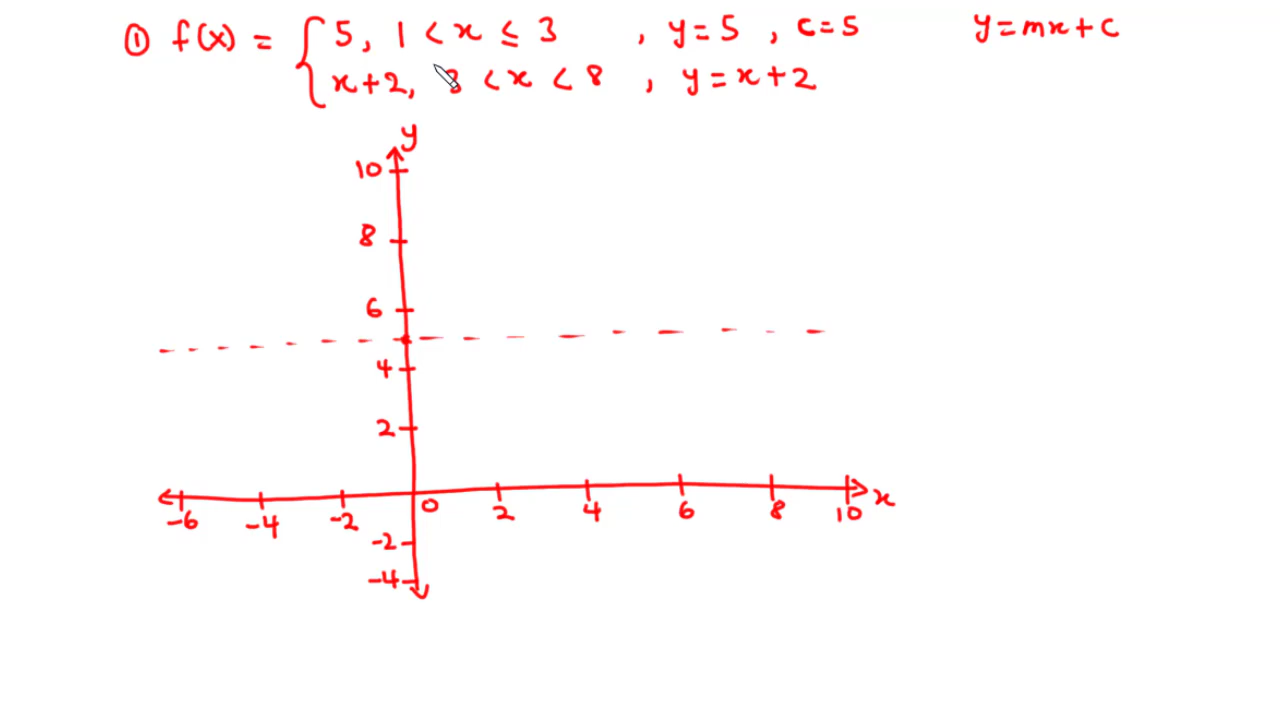 ① f(x) = { 5, 1 < x ≤ 3 , y = 5 , c = 5 y = mx + c
x + 2, 3 < x < 8 , y = x + 2
y
10
8
6
4
2
-6 -4 -2 0 2 4 6 8 10 x
-2
-4